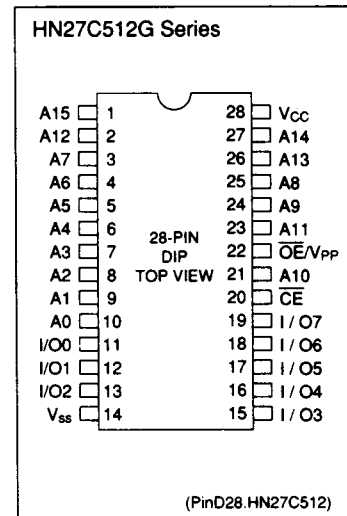 HN27C512G Series
A15 1 28 VCC
A12 2 27 A14
A7 3 26 A13
A6 4 25 A8
A5 5 24 A9
A4 6 23 A11
A3 7 22 OE/VPP
A2 8 21 A10
A1 9 20 CE
A0 10 19 I/O7
I/O0 11 18 I/O6
I/O1 12 17 I/O5
I/O2 13 16 I/O4
Vss 14 15 I/O3
28-PIN
DIP
TOP VIEW
(PinD28.HN27C512)